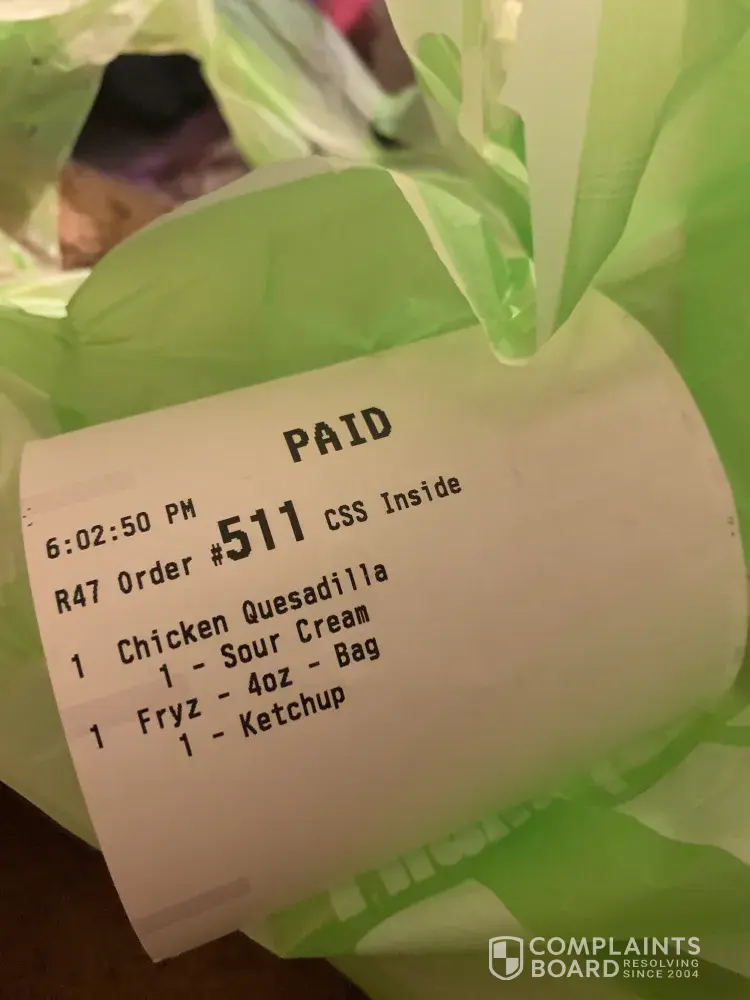 PAID
6:02:50 PM
R47 Order #511 CSS Inside
1 Chicken Quesadilla
1 - Sour Cream
1 Fryz - 4oz - Bag
1 - Ketchup
COMPLAINTS
BOARD RESOLVING
SINCE 2004